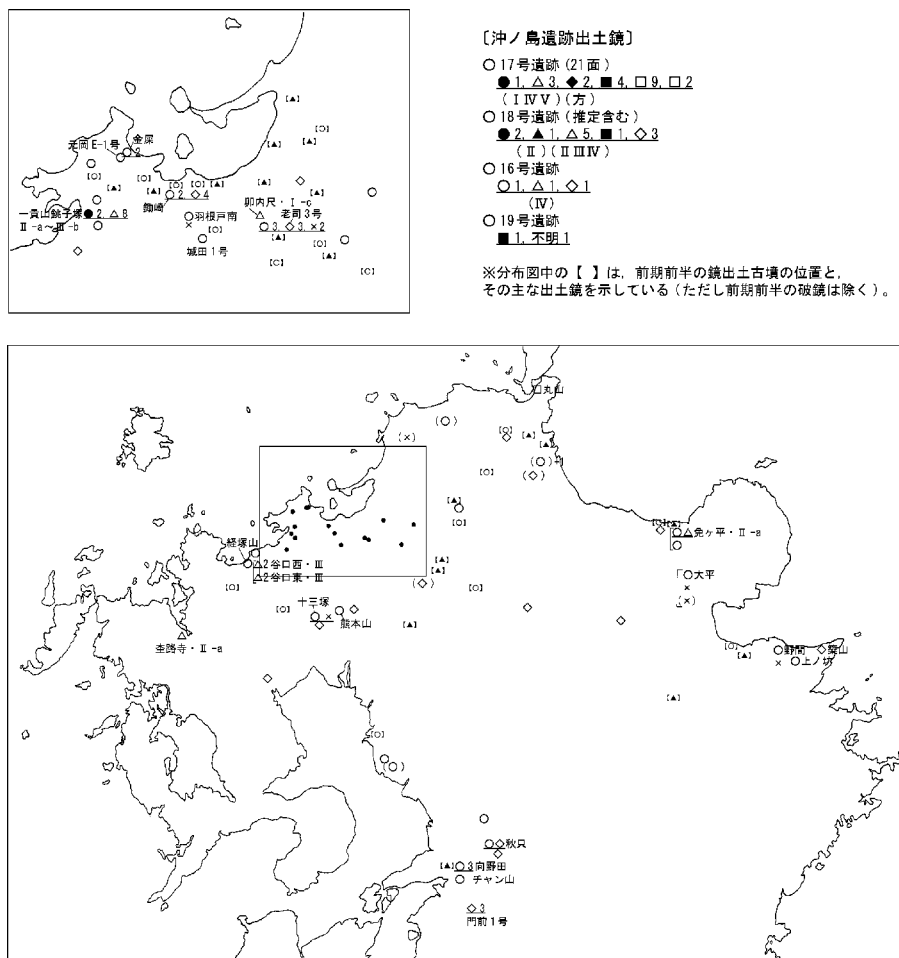 〔沖ノ島遺跡出土鏡〕
○17号遺跡(21面)
●1, △3, ◆2, ■4, □9, □2
(ⅠⅣⅤ)(方)
○18号遺跡(推定含む)
●2, ▲1, △5, ■1, ◇3
(Ⅱ)(ⅡⅢⅣ)
○16号遺跡
○1, △1, ◇1
(Ⅳ)
○19号遺跡
■1, 不明1
※分布図中の【 】は, 前期前半の鏡出土古墳の位置と,
その主な出土鏡を示している(ただし前期前半の破鏡は除く)。
元岡E-1号
金屎
2
鋤崎
○2, ◇4
一貴山銚子塚●2, △8
Ⅱ-a~Ⅲ-b
羽根戸南
×
城田1号
卯内尺・Ⅰ-c
老司3号
○3, ◇3, ×2
丸山
経塚山
△2谷口西・Ⅲ
△2谷口東・Ⅲ
十三塚
○ ×
熊本山
杢路寺・Ⅱ-a
○△免ヶ平・Ⅱ-a
○大平
×
(×)
○野間
◇築山
×
○上ノ坊
○◇秋只
【▲】○3向野田
○ チャン山
◇3
門前1号